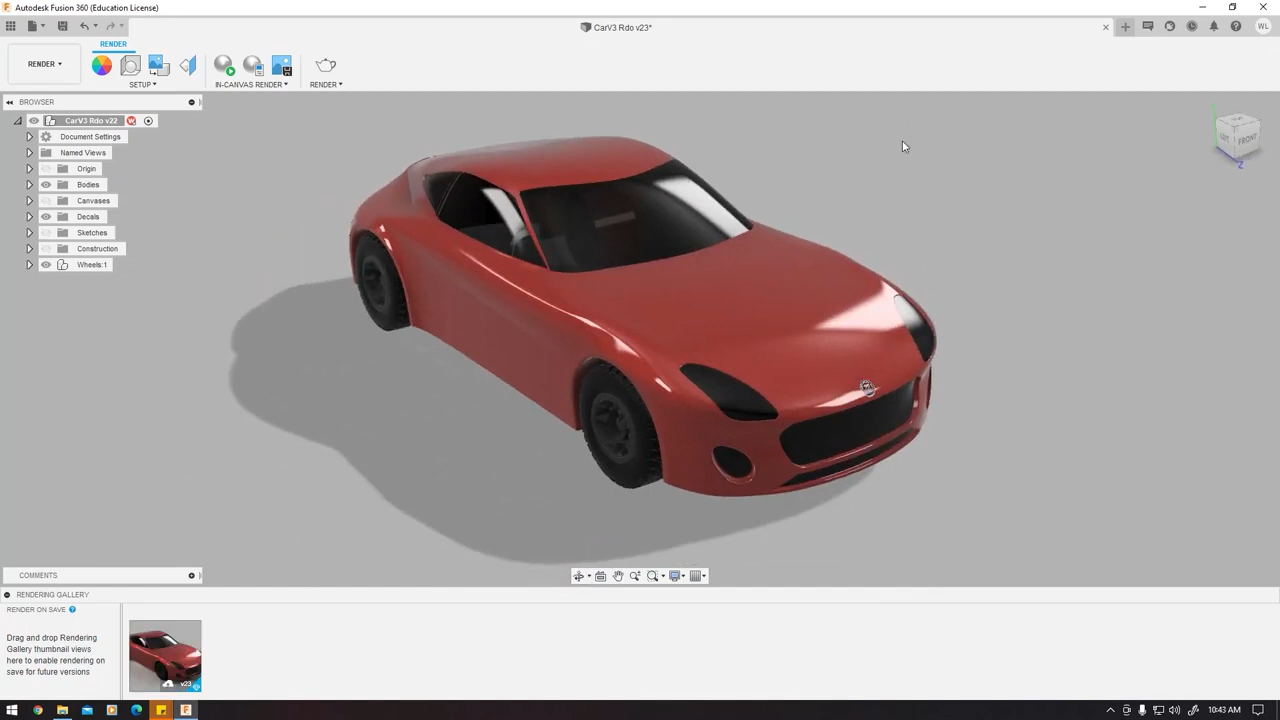 Autodesk Fusion 360 (Education License)
CarV3 Rdo v23*
WL
RENDER
RENDER
SETUP
IN-CANVAS RENDER
RENDER
BROWSER
CarV3 Rdo v22
Document Settings
Named Views
Origin
Bodies
Canvases
Decals
Sketches
Construction
Wheels:1
FRONT
Z
COMMENTS
RENDERING GALLERY
RENDER ON SAVE
Drag and drop Rendering
Gallery thumbnail views
here to enable rendering on
save for future versions
v23
10:43 AM